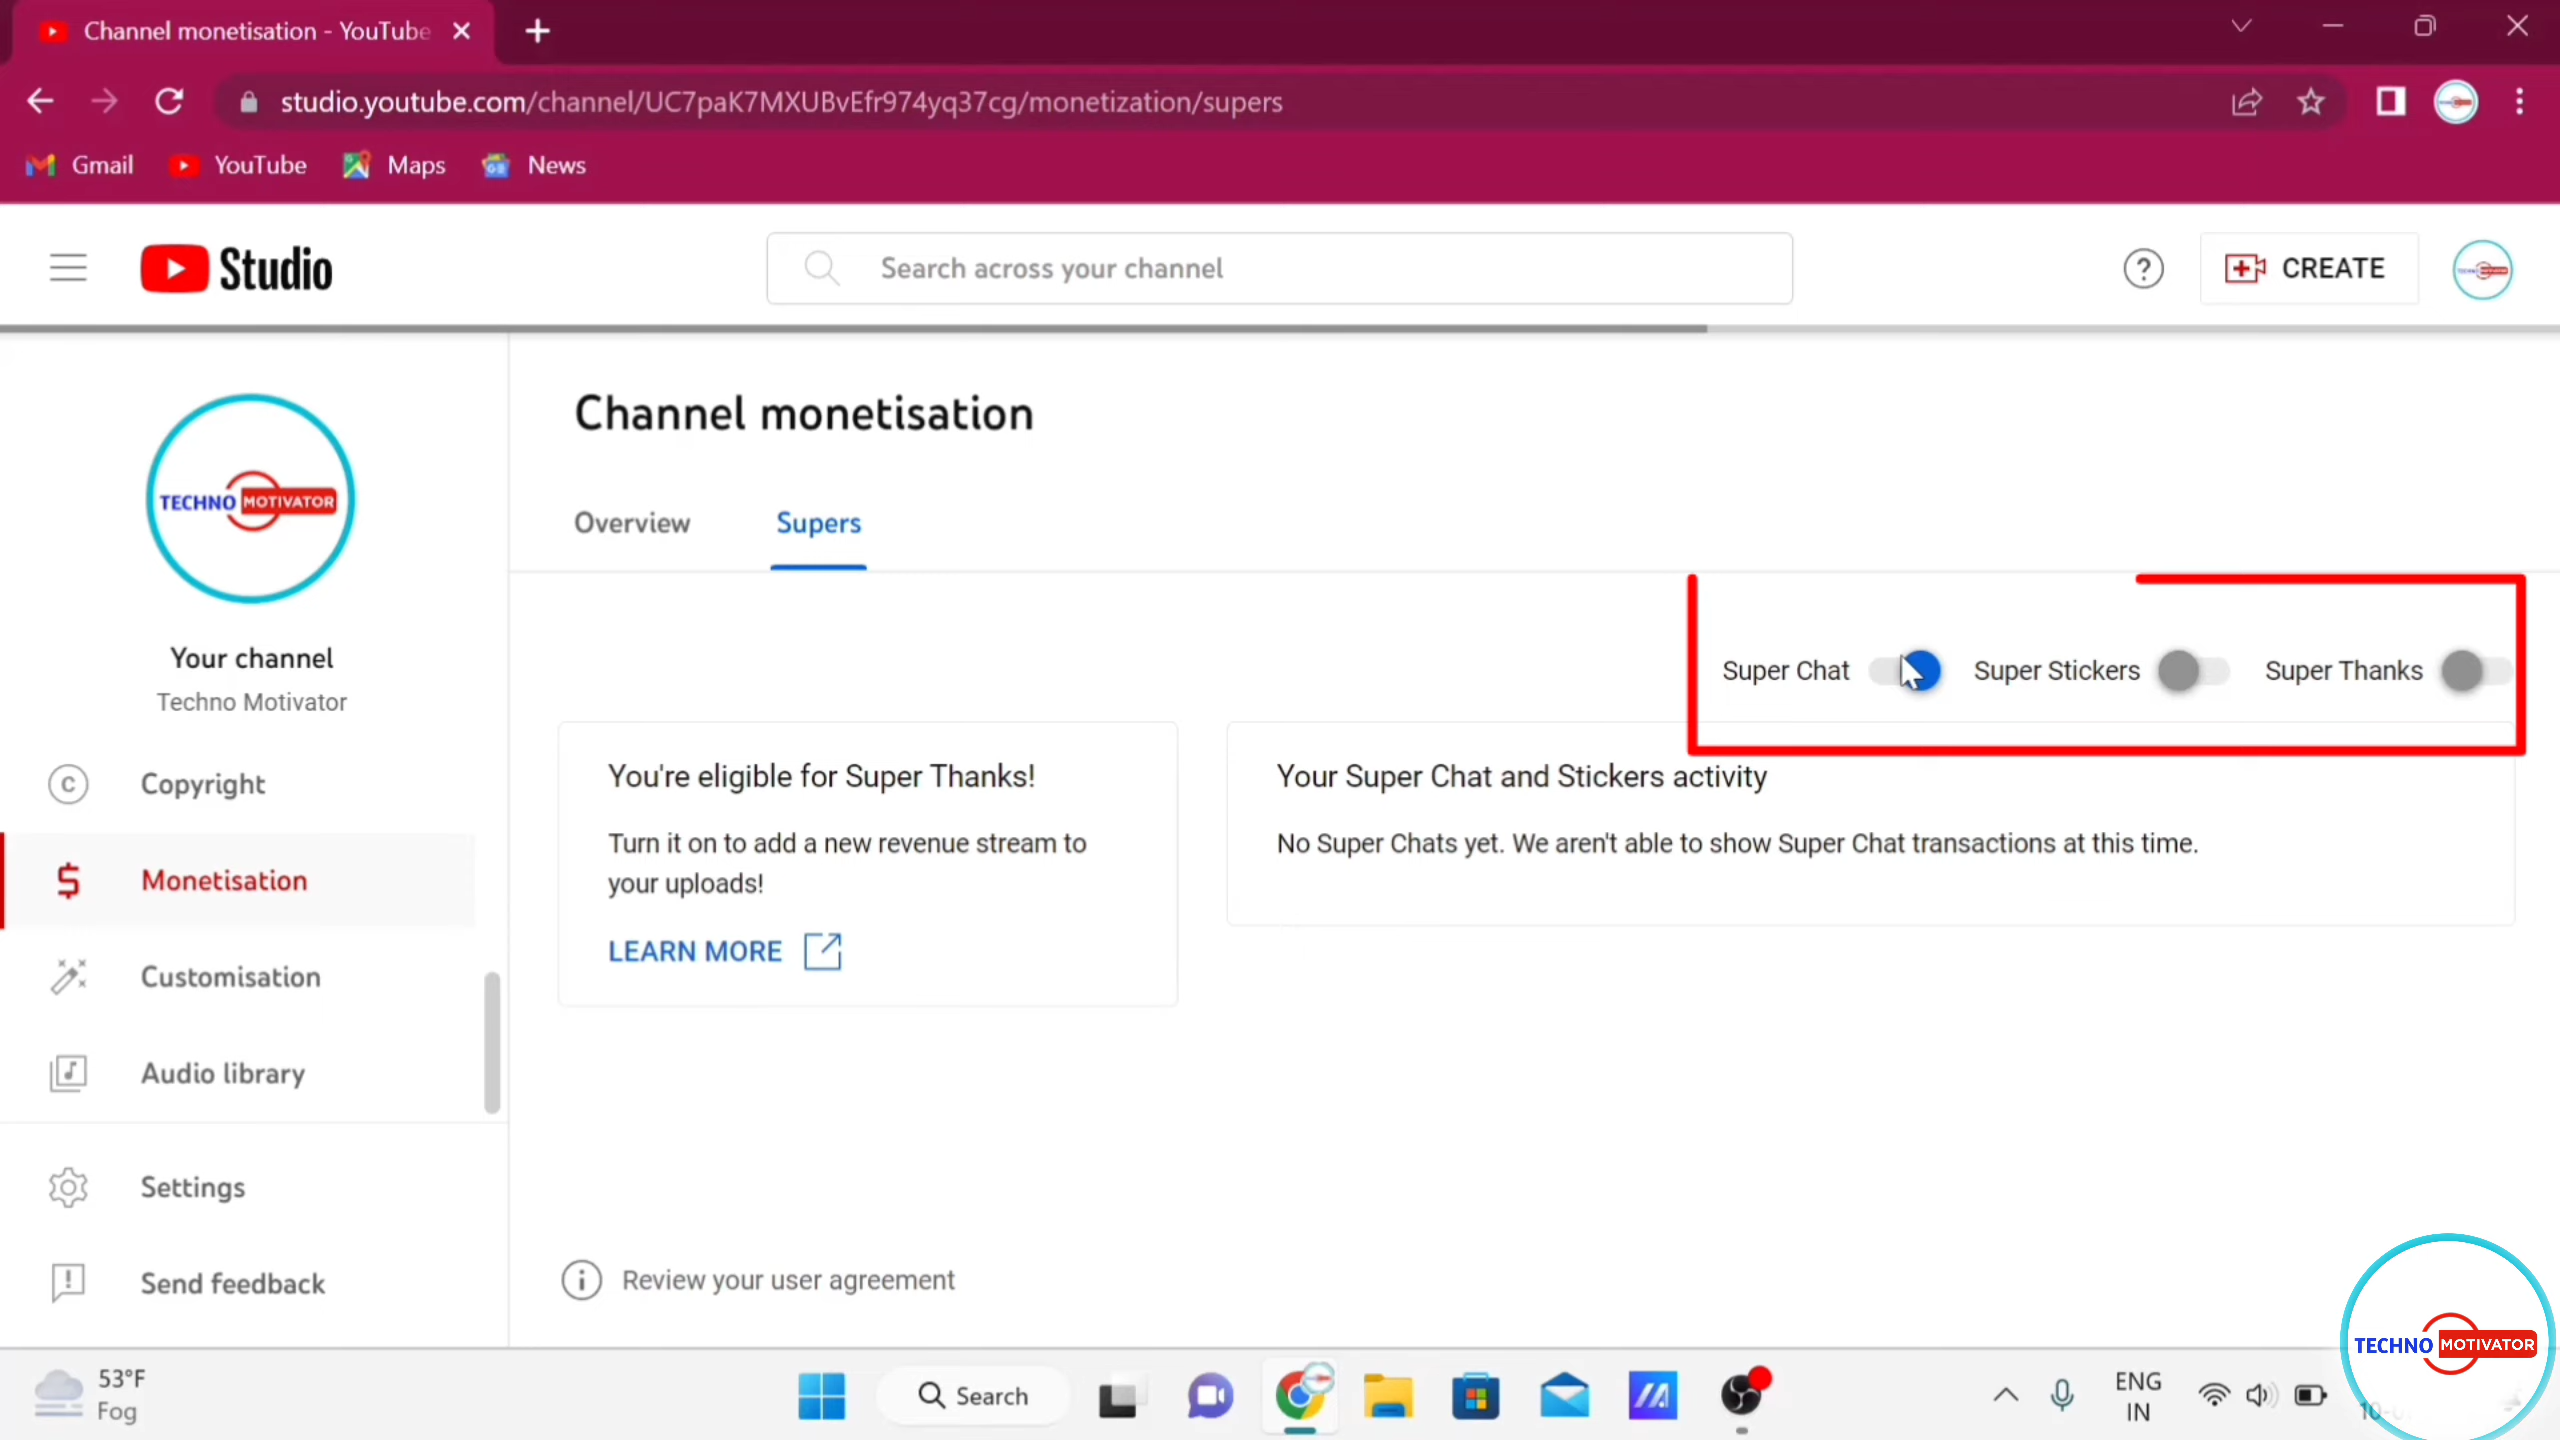 Channel monetisation - YouTube
studio.youtube.com/channel/UC7paK7MXUBvEfr974yq37cg/monetization/supers
Gmail YouTube Maps News
Studio
Search across your channel
CREATE
TECHNO MOTIVATOR
Your channel
Techno Motivator
Copyright
Monetisation
Customisation
Audio library
Settings
Send feedback
Channel monetisation
Overview Supers
Super Chat Super Stickers Super Thanks
You're eligible for Super Thanks!
Turn it on to add a new revenue stream to
your uploads!
LEARN MORE
Your Super Chat and Stickers activity
No Super Chats yet. We aren't able to show Super Chat transactions at this time.
Review your user agreement
TECHNO MOTIVATOR
53°F
Fog
Search
ENG
IN